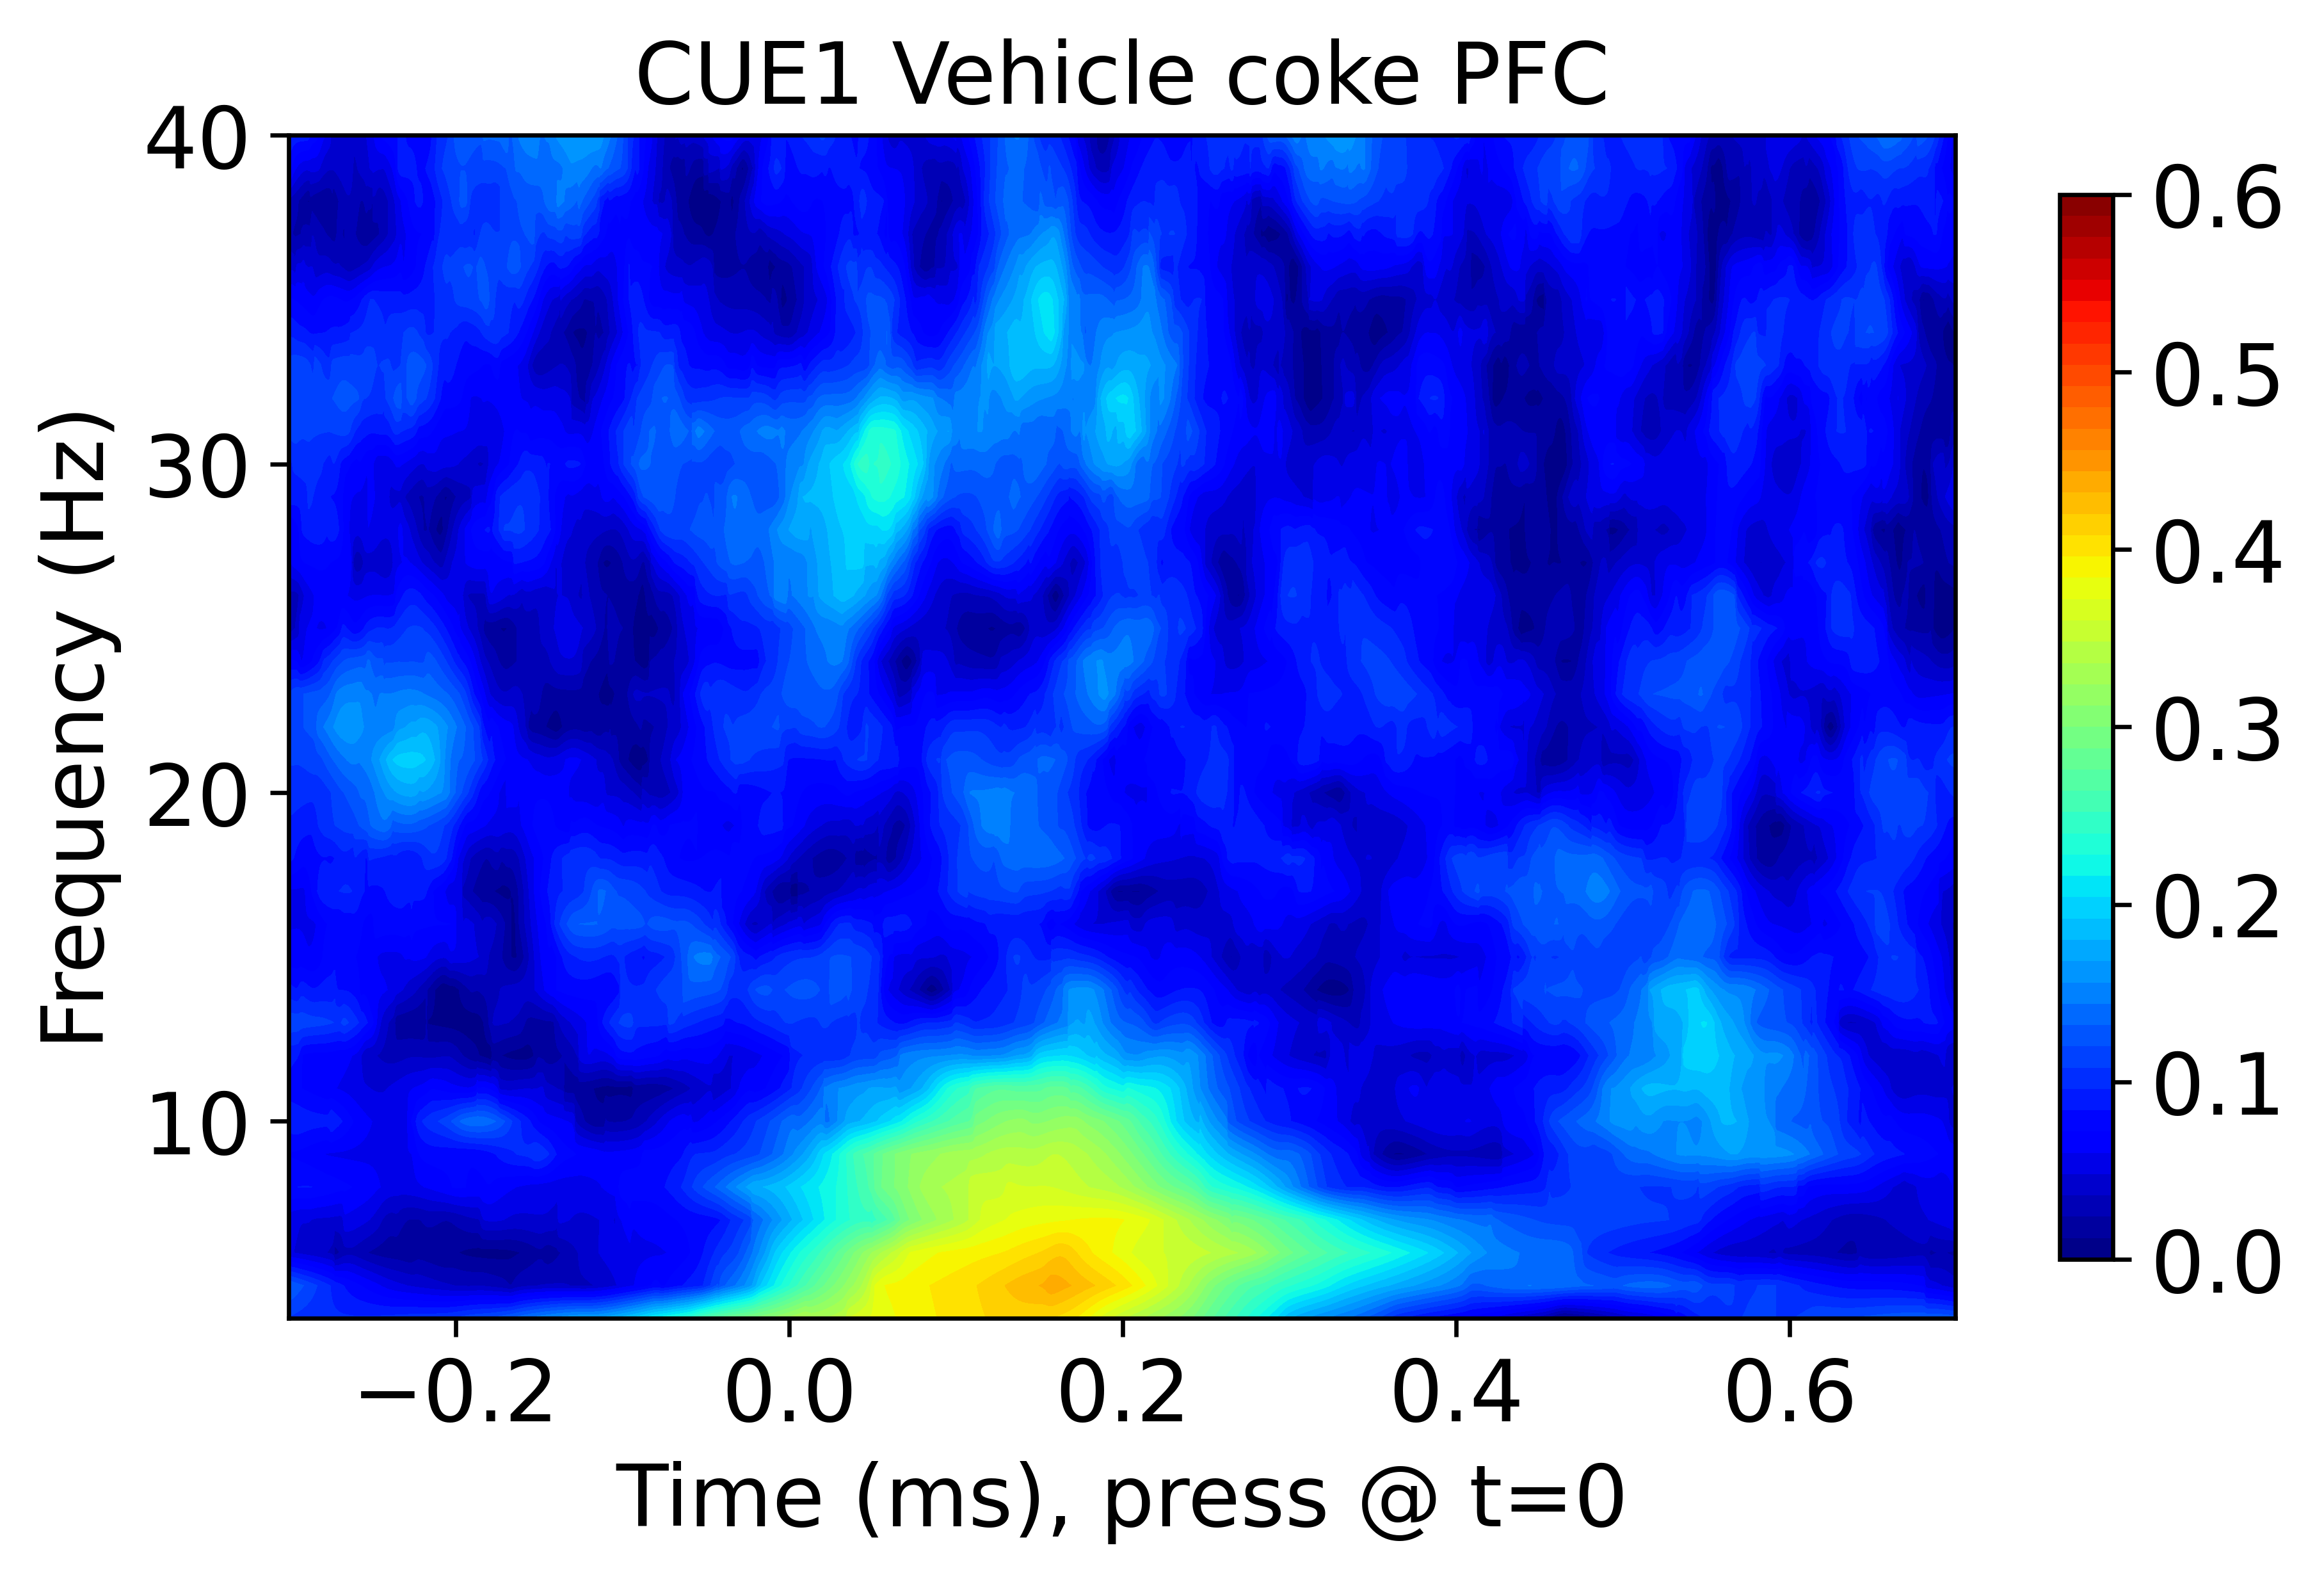 CUE1 Vehicle coke PFC
40
30
20
10
Frequency (Hz)
−0.2 0.0 0.2 0.4 0.6
Time (ms), press @ t=0
0.6
0.5
0.4
0.3
0.2
0.1
0.0